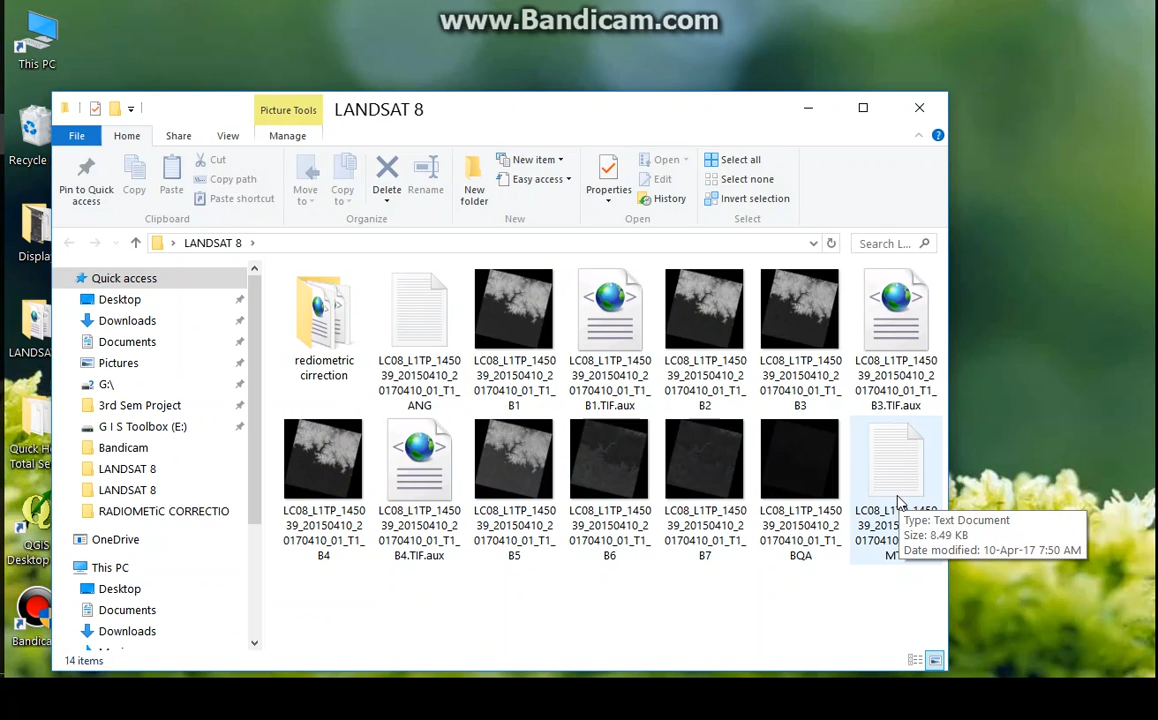 www.Bandicam.com
This PC
Recycle
Displa
LANDSA
Quick He
Total Se
QGIS
Desktop
Bandica
Picture Tools
LANDSAT 8
File
Home
Share
View
Manage
Pin to Quick
access
Copy
Paste
Cut
Copy path
Paste shortcut
Clipboard
Move
to
Copy
to
Delete
Rename
Organize
New
folder
New item
Easy access
New
Properties
Open
Edit
History
Open
Select all
Select none
Invert selection
Select
LANDSAT 8
Search L...
Quick access
Desktop
Downloads
Documents
Pictures
G:\
3rd Sem Project
G I S Toolbox (E:)
Bandicam
LANDSAT 8
LANDSAT 8
RADIOMETiC CORRECTIO
OneDrive
This PC
Desktop
Documents
Downloads
rediometric
cirrection
LC08_L1TP_1450
39_20150410_2
0170410_01_T1_
ANG
LC08_L1TP_1450
39_20150410_2
0170410_01_T1_
B1
LC08_L1TP_1450
39_20150410_2
0170410_01_T1_
B1.TIF.aux
LC08_L1TP_1450
39_20150410_2
0170410_01_T1_
B2
LC08_L1TP_1450
39_20150410_2
0170410_01_T1_
B3
LC08_L1TP_1450
39_20150410_2
0170410_01_T1_
B3.TIF.aux
LC08_L1TP_1450
39_20150410_2
0170410_01_T1_
B4
LC08_L1TP_1450
39_20150410_2
0170410_01_T1_
B4.TIF.aux
LC08_L1TP_1450
39_20150410_2
0170410_01_T1_
B5
LC08_L1TP_1450
39_20150410_2
0170410_01_T1_
B6
LC08_L1TP_1450
39_20150410_2
0170410_01_T1_
B7
LC08_L1TP_1450
39_20150410_2
0170410_01_T1_
BQA
Type: Text Document
Size: 8.49 KB
Date modified: 10-Apr-17 7:50 AM
14 items